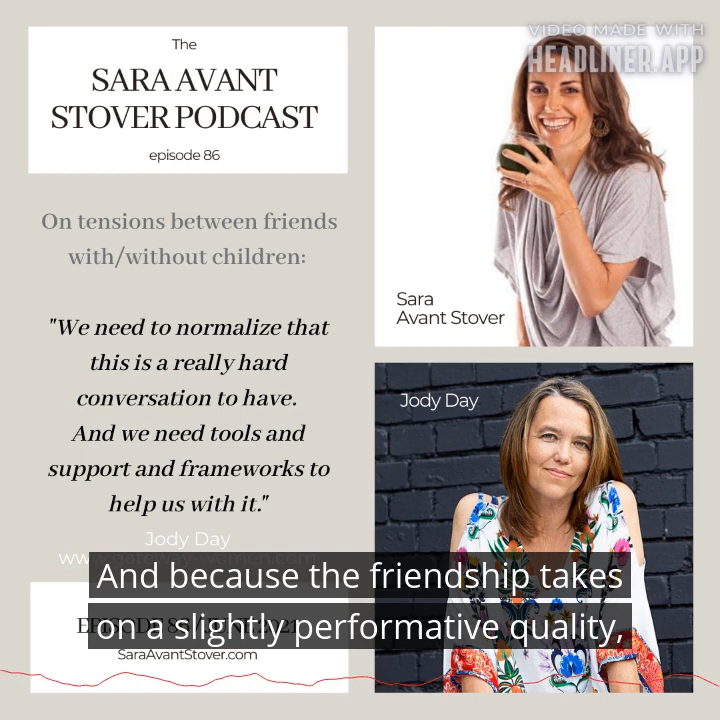 The
SARA AVANT
STOVER PODCAST
episode 86
On tensions between friends
with/without children:
"We need to normalize that
this is a really hard
conversation to have.
And we need tools and
support and frameworks to
help us with it."
Jody Day
SaraAvantStover.com
VIDEO MADE WITH
HEADLINER.APP
Sara
Avant Stover
Jody Day
And because the friendship takes
on a slightly performative quality,